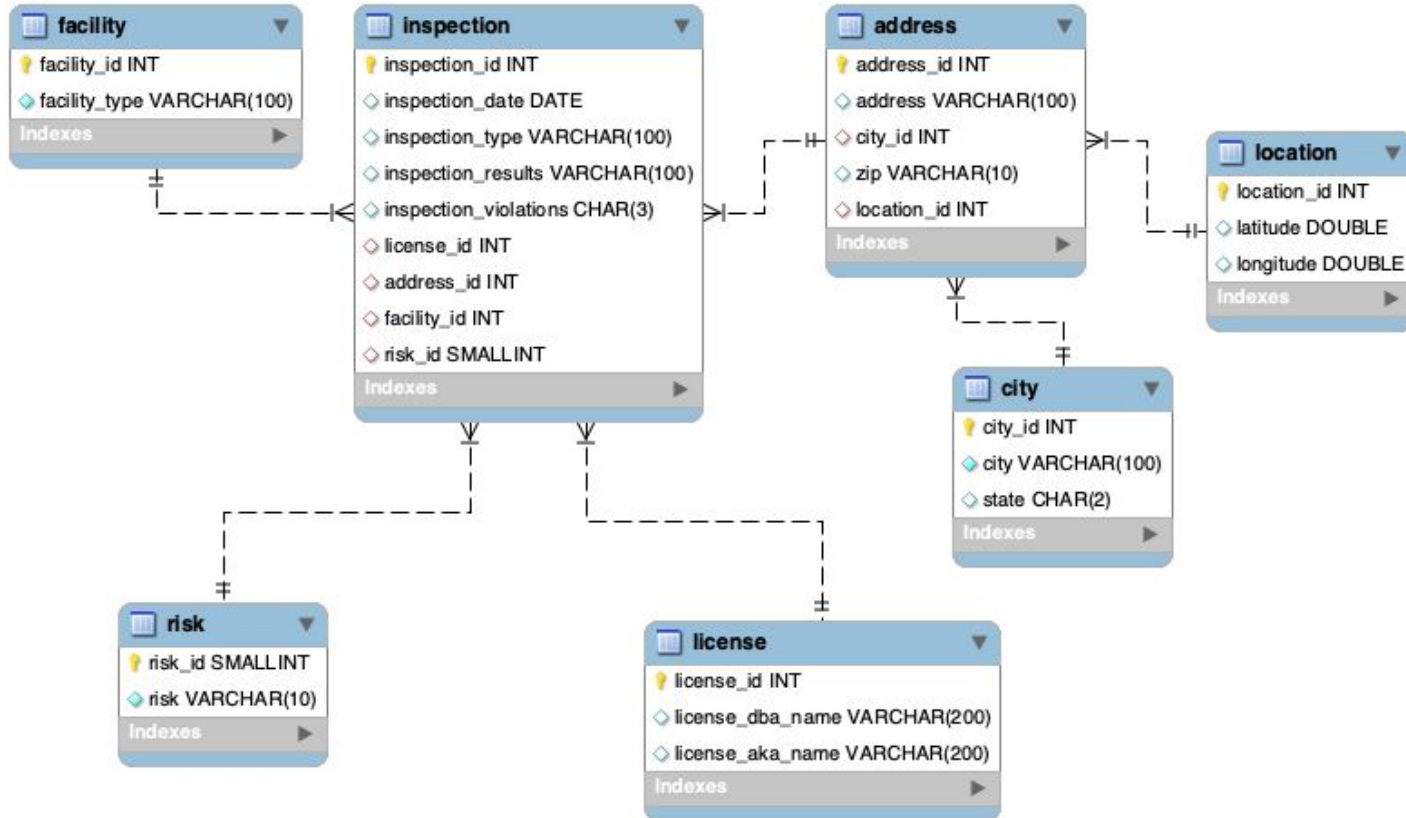 facility
facility_id INT
facility_type VARCHAR(100)
Indexes
inspection
inspection_id INT
inspection_date DATE
inspection_type VARCHAR(100)
inspection_results VARCHAR(100)
inspection_violations CHAR(3)
license_id INT
address_id INT
facility_id INT
risk_id SMALLINT
Indexes
address
address_id INT
address VARCHAR(100)
city_id INT
zip VARCHAR(10)
location_id INT
Indexes
location
location_id INT
latitude DOUBLE
longitude DOUBLE
Indexes
city
city_id INT
city VARCHAR(100)
state CHAR(2)
Indexes
risk
risk_id SMALLINT
risk VARCHAR(10)
Indexes
license
license_id INT
license_dba_name VARCHAR(200)
license_aka_name VARCHAR(200)
Indexes